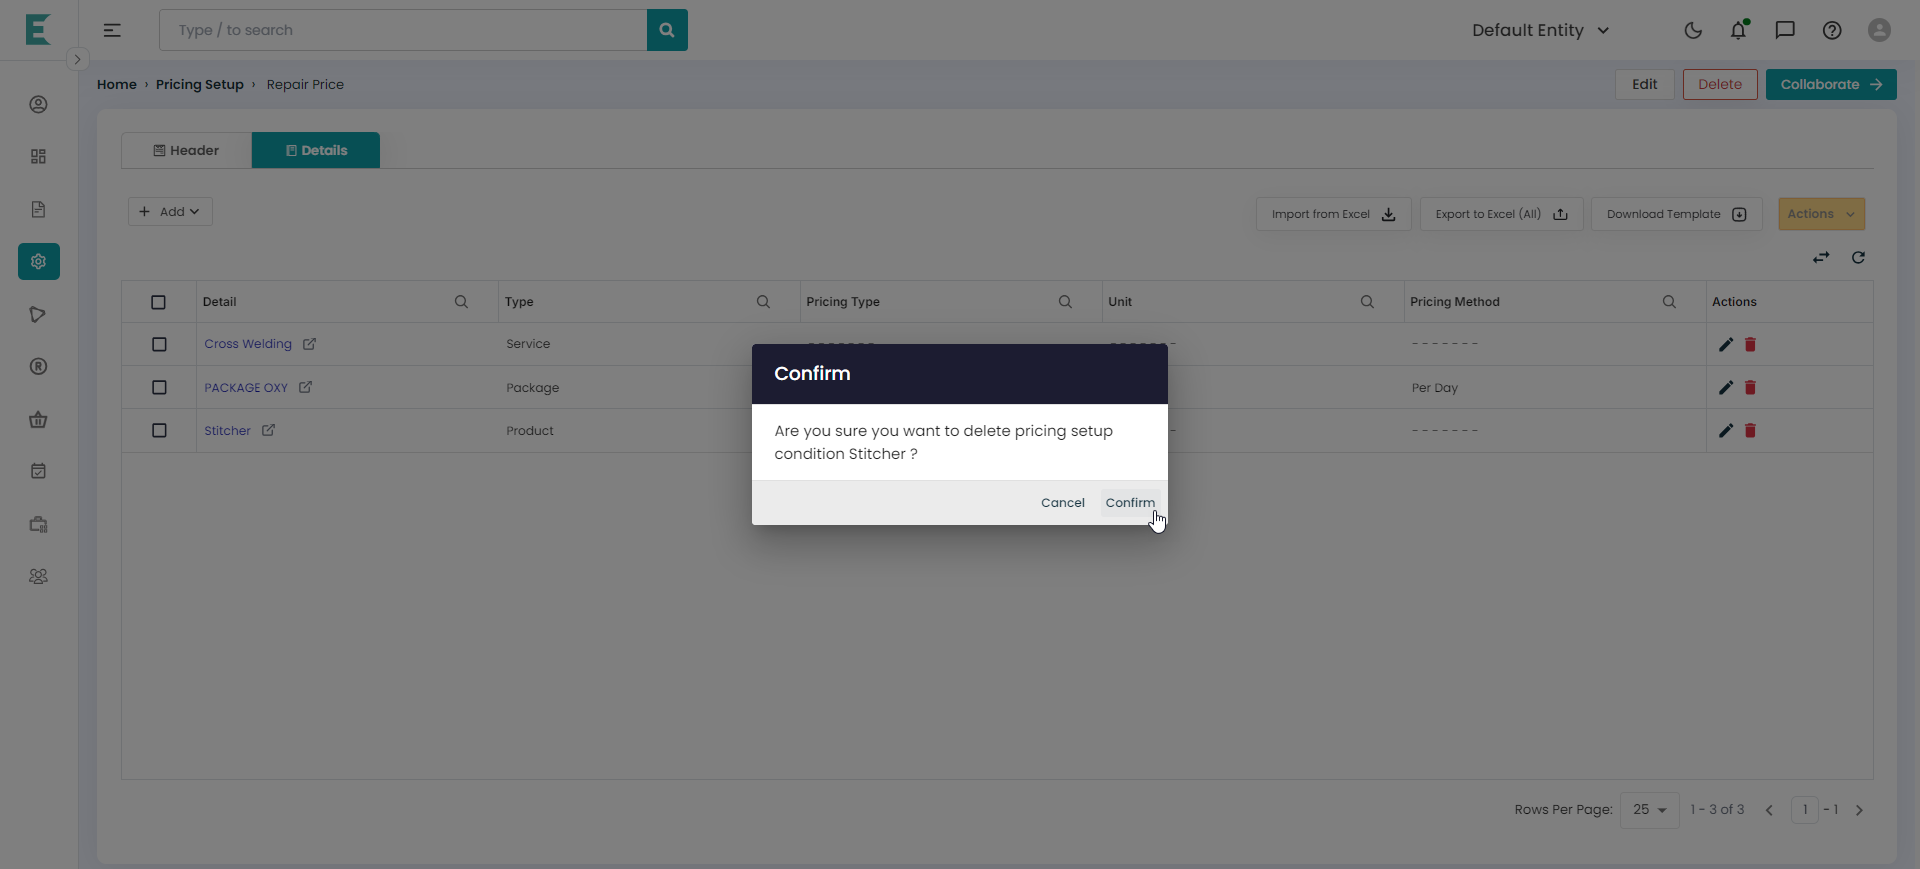 Type / to search
Default Entity
Home › Pricing Setup › Repair Price
Edit
Delete
Collaborate
Header
Details
+ Add
Import from Excel
Export to Excel (All)
Download Template
Actions
Detail
Type
Pricing Type
Unit
Pricing Method
Actions
Cross Welding
Service
-------
PACKAGE OXY
Package
Per Day
Stitcher
Product
-------
Confirm
Are you sure you want to delete pricing setup
condition Stitcher ?
Cancel
Confirm
Rows Per Page:
25
1 - 3 of 3
1
- 1